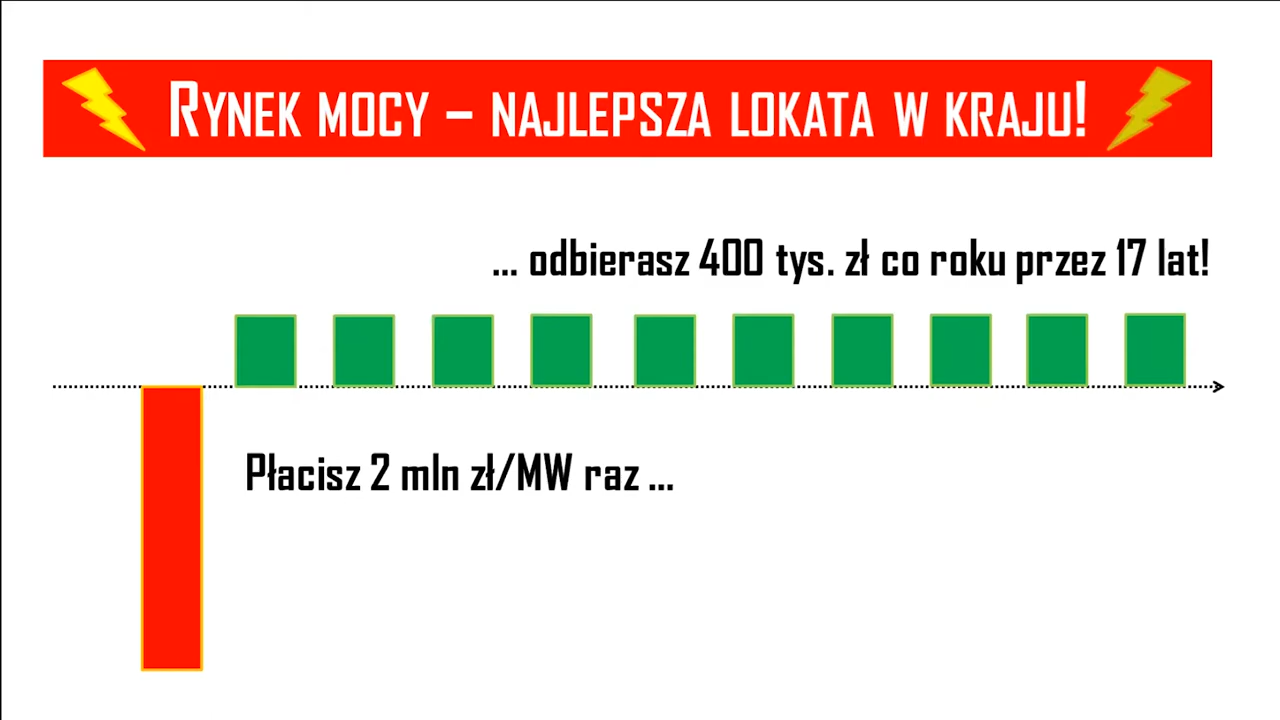 Rynek mocy – najlepsza lokata w kraju!
... odbierasz 400 tys. zł co roku przez 17 lat!
Płacisz 2 mln zł/MW raz ...